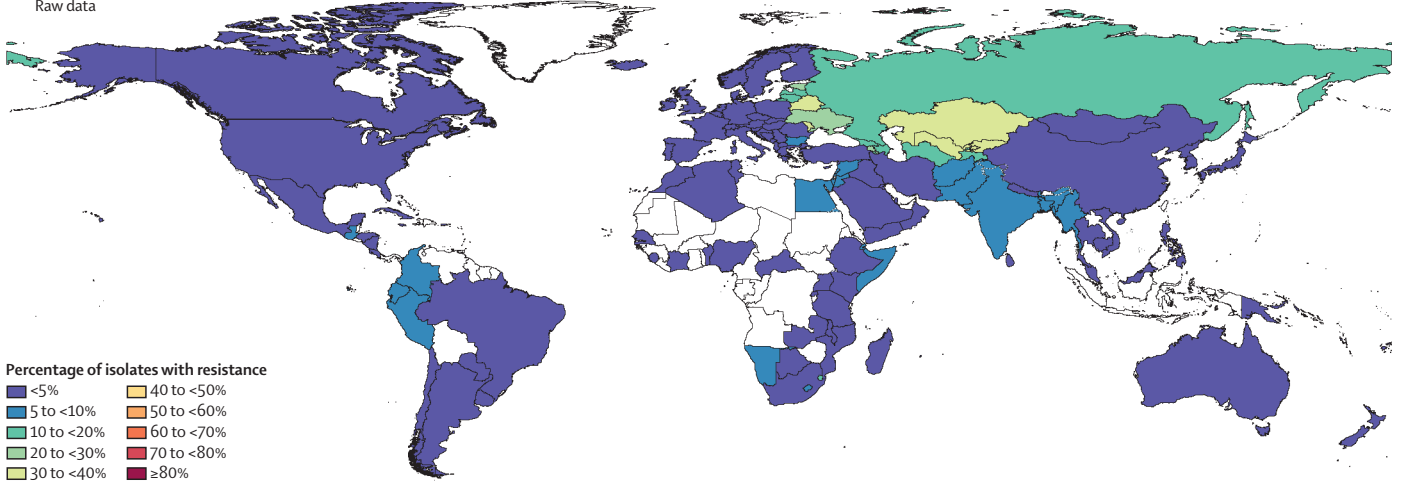 Raw data
Percentage of isolates with resistance
<5%
5 to <10%
10 to <20%
20 to <30%
30 to <40%
40 to <50%
50 to <60%
60 to <70%
70 to <80%
≥80%